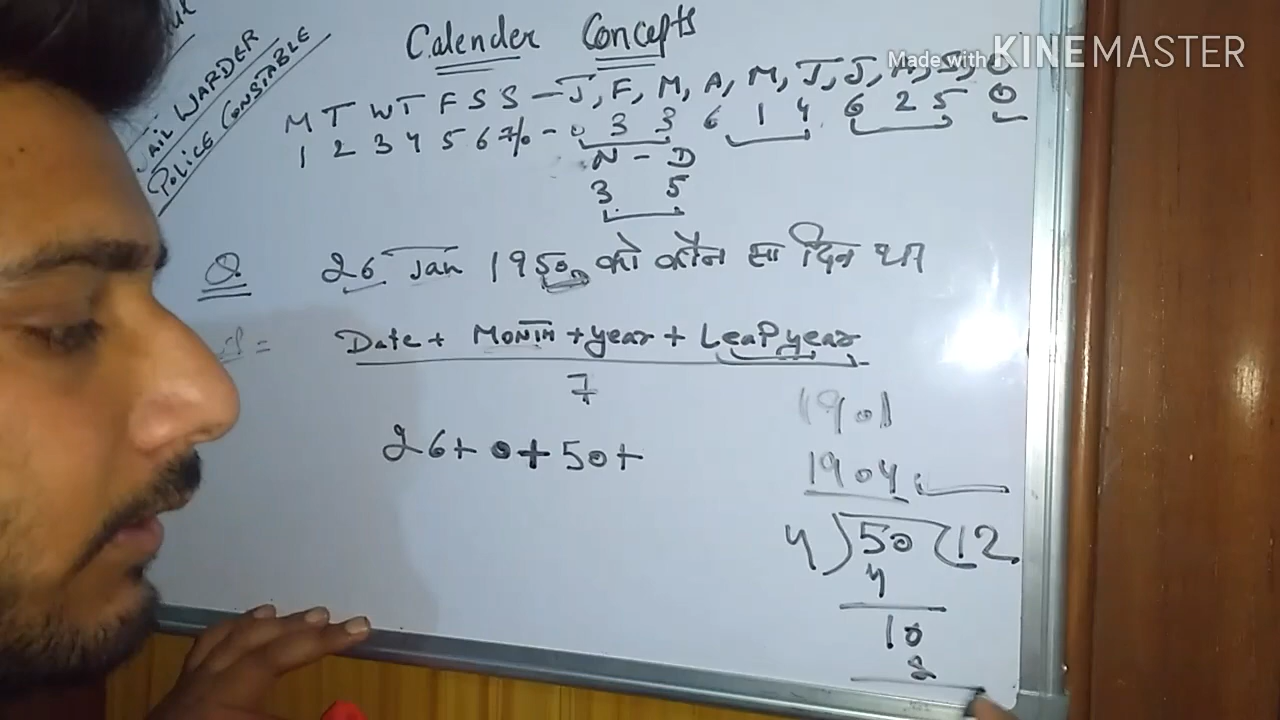 JAIL WARDER
POLICE CONSTABLE
Calender Concepts
Made with KINEMASTER
M T W T F S S - J, F, M, A, M, J, J, A, S, O
1 2 3 4 5 6 7/0 - 0 3 3 6 1 4 6 2 5 0
N - D
3 5
Q 26 Jan 1950 को कौन सा दिन था
Date + MONTH + year + Leap year
7
1901
26 + 0 + 50 +
1904
4)50(12
4
10
8